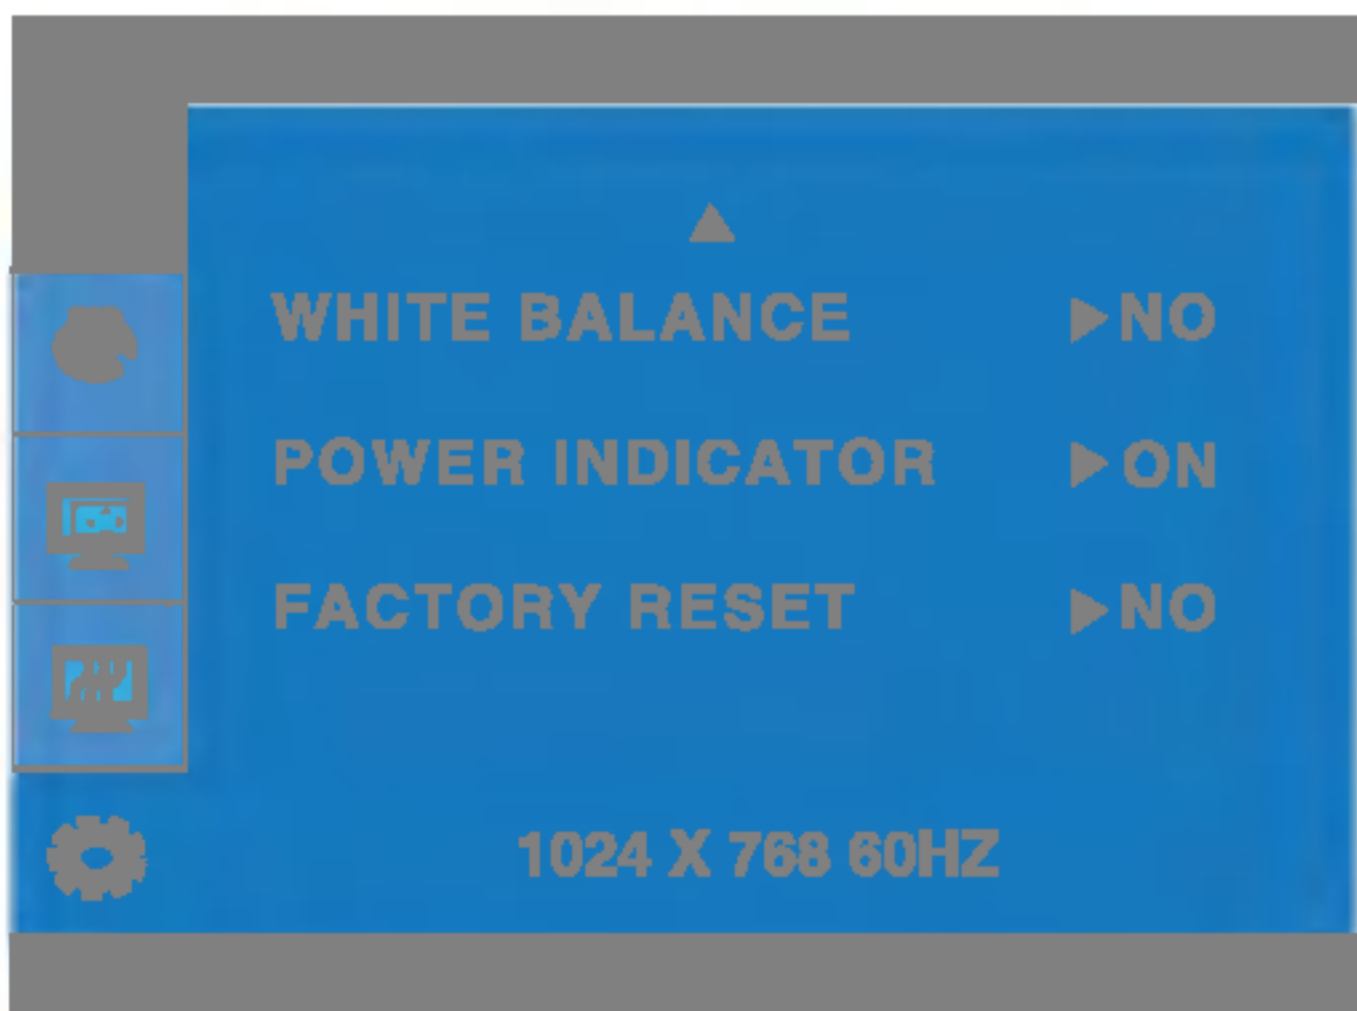 WHITE BALANCE ▶NO
POWER INDICATOR ▶ON
FACTORY RESET ▶NO
1024 X 768 60HZ